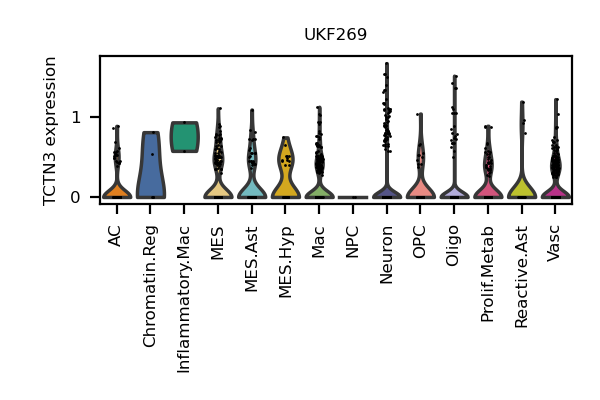 UKF269
TCTN3 expression
1
0
AC
Chromatin.Reg
Inflammatory.Mac
MES
MES.Ast
MES.Hyp
Mac
NPC
Neuron
OPC
Oligo
Prolif.Metab
Reactive.Ast
Vasc